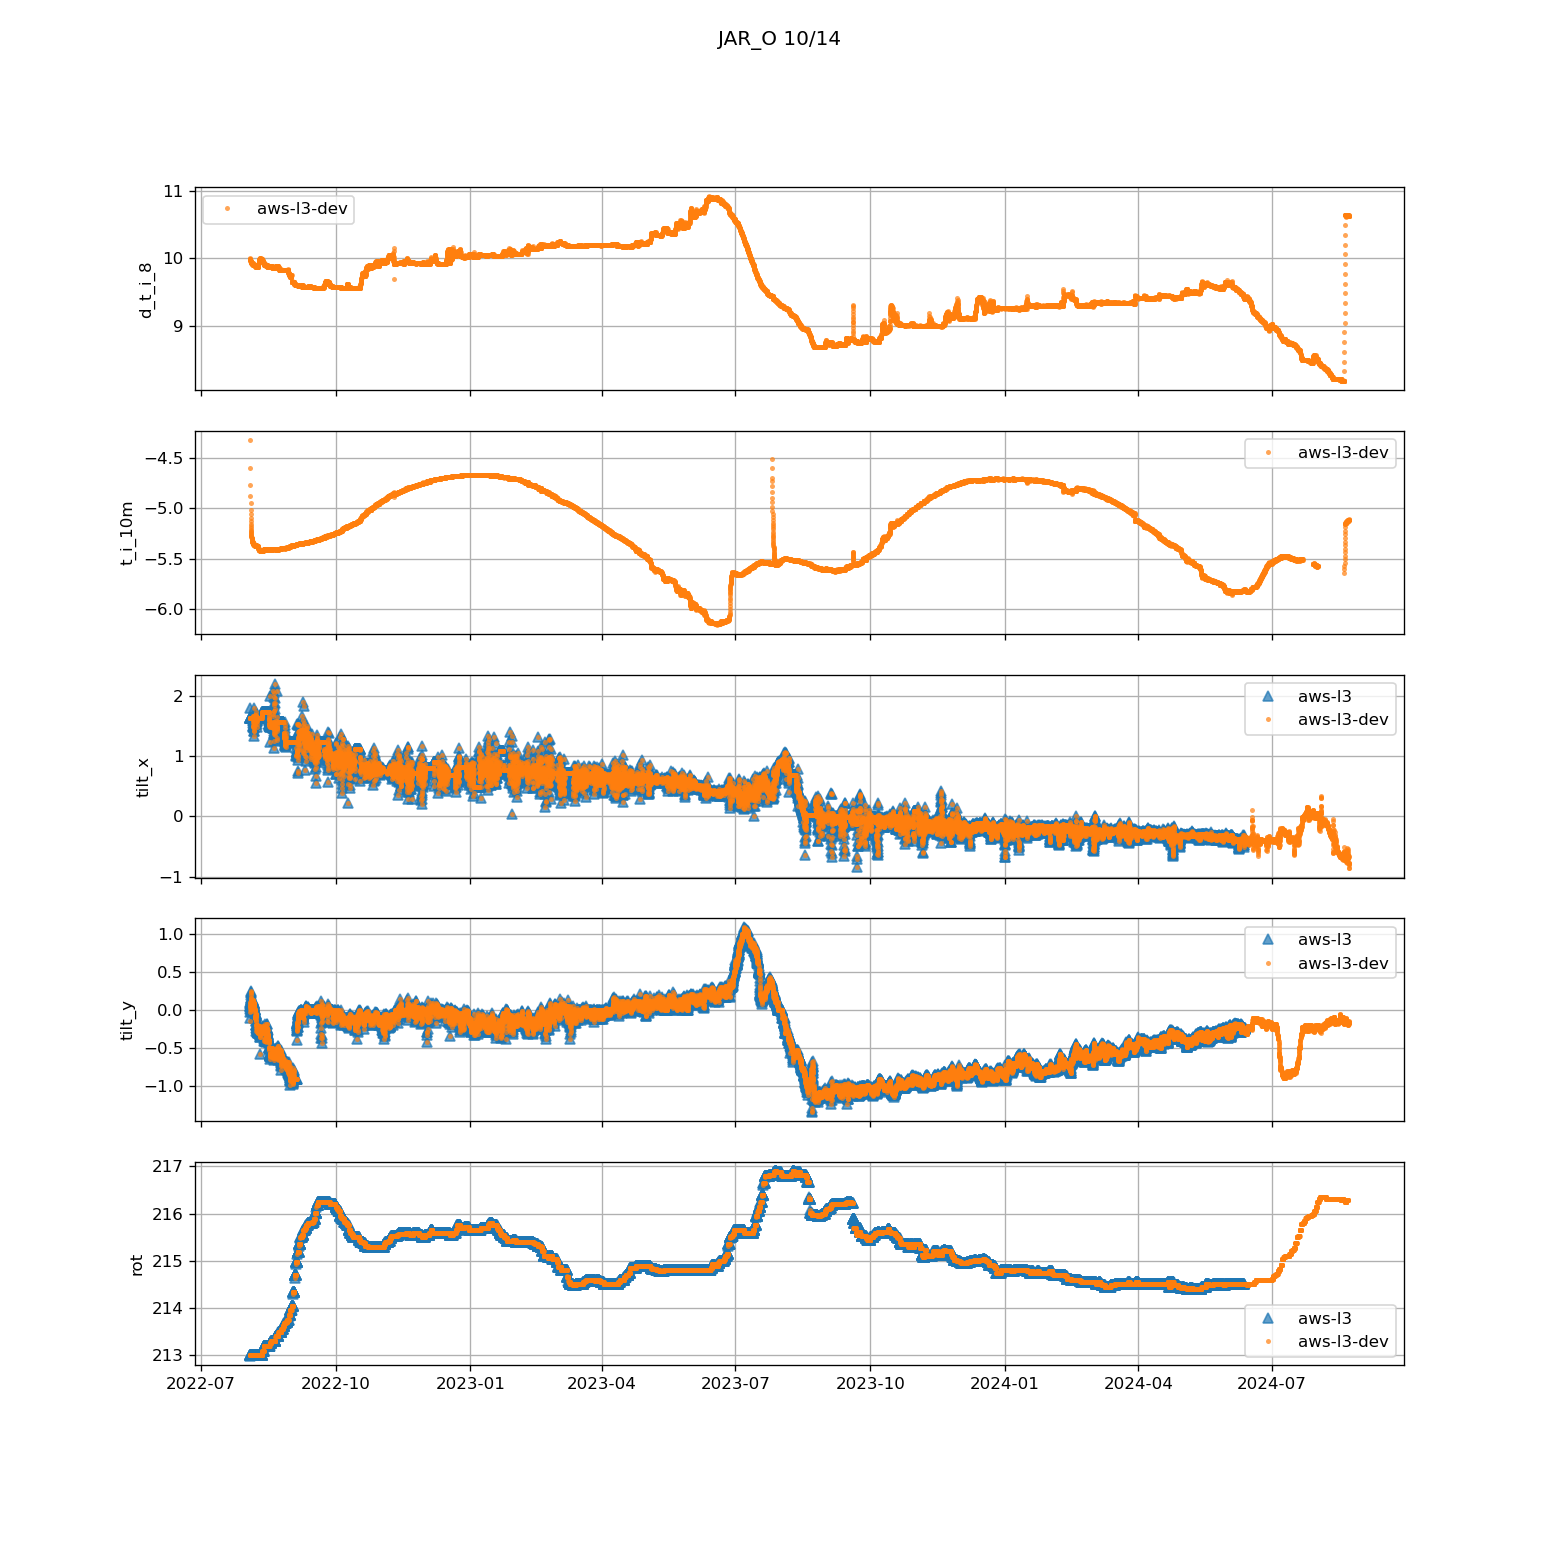 JAR_O 10/14
11
10
9
d_t_i_8
aws-l3-dev
−4.5
−5.0
−5.5
−6.0
t_i_10m
aws-l3-dev
2
1
0
−1
tilt_x
aws-l3
aws-l3-dev
1.0
0.5
0.0
−0.5
−1.0
tilt_y
aws-l3
aws-l3-dev
217
216
215
214
213
rot
aws-l3
aws-l3-dev
2022-07 2022-10 2023-01 2023-04 2023-07 2023-10 2024-01 2024-04 2024-07